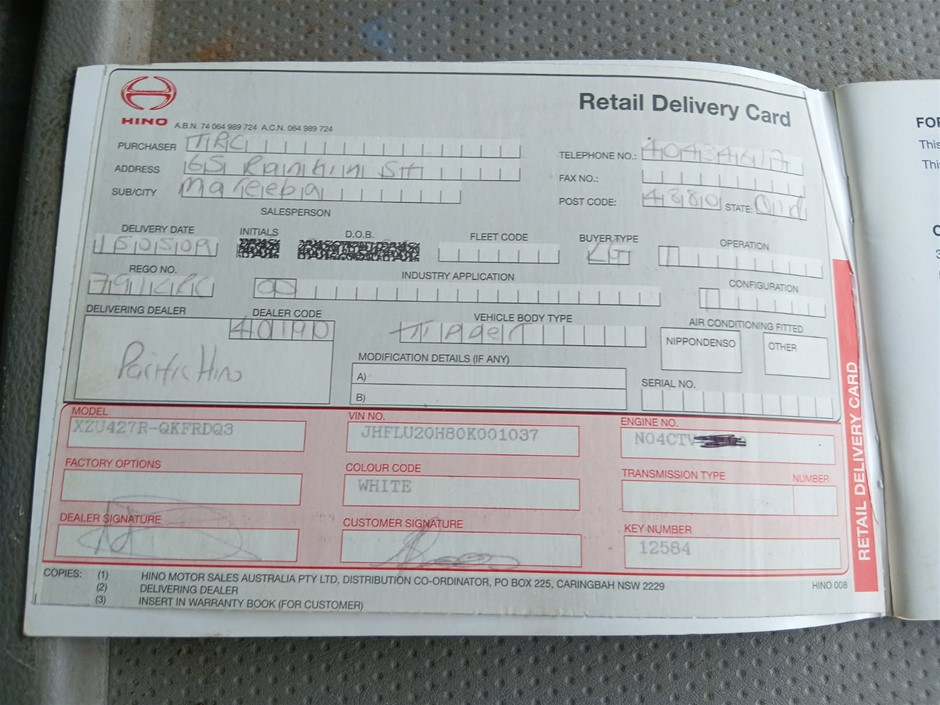 HINO
A.B.N. 74 064 989 724 A.C.N. 064 989 724
Retail Delivery Card
PURCHASER TRC
ADDRESS 65 St
SUB/CITY Mareeba
TELEPHONE NO.:
FAX NO.:
POST CODE: 4880 STATE: Qld
SALESPERSON
DELIVERY DATE 150509
INITIALS
D.O.B.
FLEET CODE
BUYER TYPE
OPERATION
REGO NO.
INDUSTRY APPLICATION
CONFIGURATION
DELIVERING DEALER Pacific Hino
DEALER CODE
VEHICLE BODY TYPE
AIR CONDITIONING FITTED
NIPPONDENSO
OTHER
MODIFICATION DETAILS (IF ANY)
A)
B)
SERIAL NO.
MODEL
XZU427R-QKFRDQ3
VIN NO.
JHFLU20H80K001037
ENGINE NO.
N04CTV
FACTORY OPTIONS
COLOUR CODE
WHITE
TRANSMISSION TYPE
NUMBER
DEALER SIGNATURE
CUSTOMER SIGNATURE
KEY NUMBER
12584
COPIES: (1) HINO MOTOR SALES AUSTRALIA PTY LTD, DISTRIBUTION CO-ORDINATOR, PO BOX 225, CARINGBAH NSW 2229
(2) DELIVERING DEALER
(3) INSERT IN WARRANTY BOOK (FOR CUSTOMER)
HINO 008
RETAIL DELIVERY CARD
FOR
This
Thi